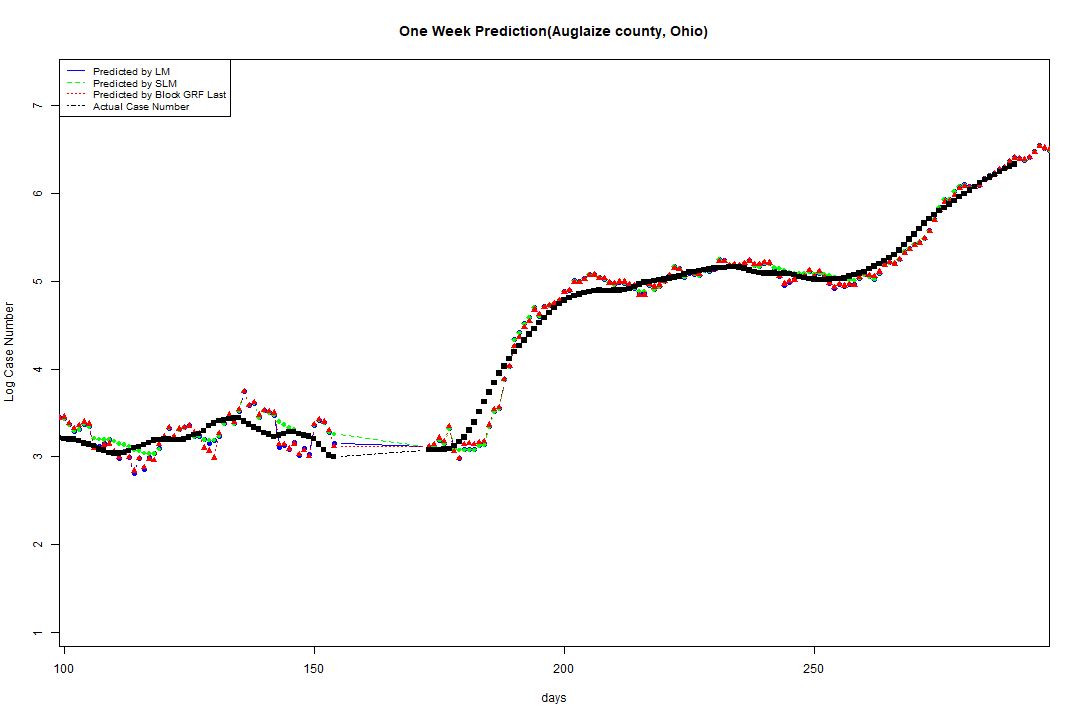 One Week Prediction(Auglaize county, Ohio)
Predicted by LM
Predicted by SLM
Predicted by Block GRF Last
Actual Case Number
7
6
5
4
3
2
1
Log Case Number
100 150 200 250
days